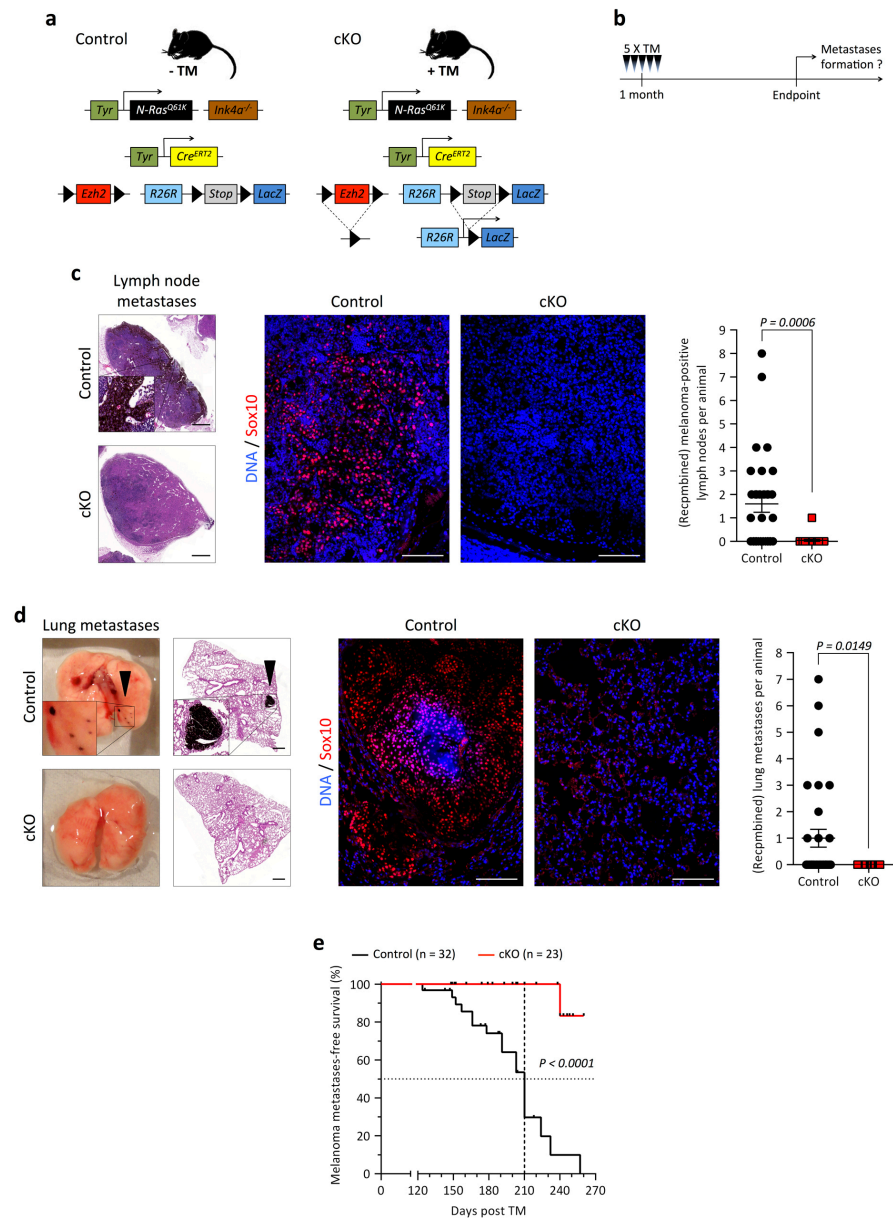 a
Control
cKO
- TM
+ TM
Tyr N-RasQ61K Ink4a-/-
Tyr N-RasQ61K Ink4a-/-
Tyr CreERT2
Tyr CreERT2
Ezh2 R26R Stop LacZ
Ezh2 R26R Stop LacZ
R26R LacZ
b
5 X TM
Metastases
formation ?
1 month
Endpoint
c
Lymph node
metastases
Control
cKO
Control
cKO
DNA / Sox10
(Recpmbined) melanoma-positive
lymph nodes per animal
P = 0.0006
9
8
7
6
5
4
3
2
1
0
Control cKO
d
Lung metastases
Control
cKO
Control
cKO
DNA / Sox10
(Recpmbined) lung metastases per animal
P = 0.0149
8
7
6
5
4
3
2
1
0
Control cKO
e
Control (n = 32) cKO (n = 23)
Melanoma metastases-free survival (%)
100
80
60
40
20
0
P < 0.0001
0 120 150 180 210 240 270
Days post TM